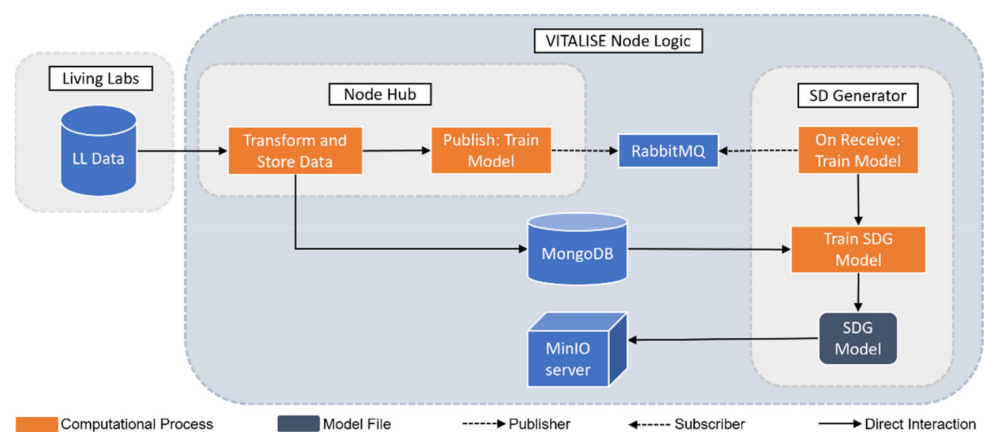 VITALISE Node Logic
Living Labs
Node Hub
SD Generator
LL Data
Transform and
Store Data
Publish: Train
Model
RabbitMQ
On Receive:
Train Model
MongoDB
Train SDG
Model
MinIO
server
SDG
Model
Computational Process
Model File
Publisher
Subscriber
Direct Interaction